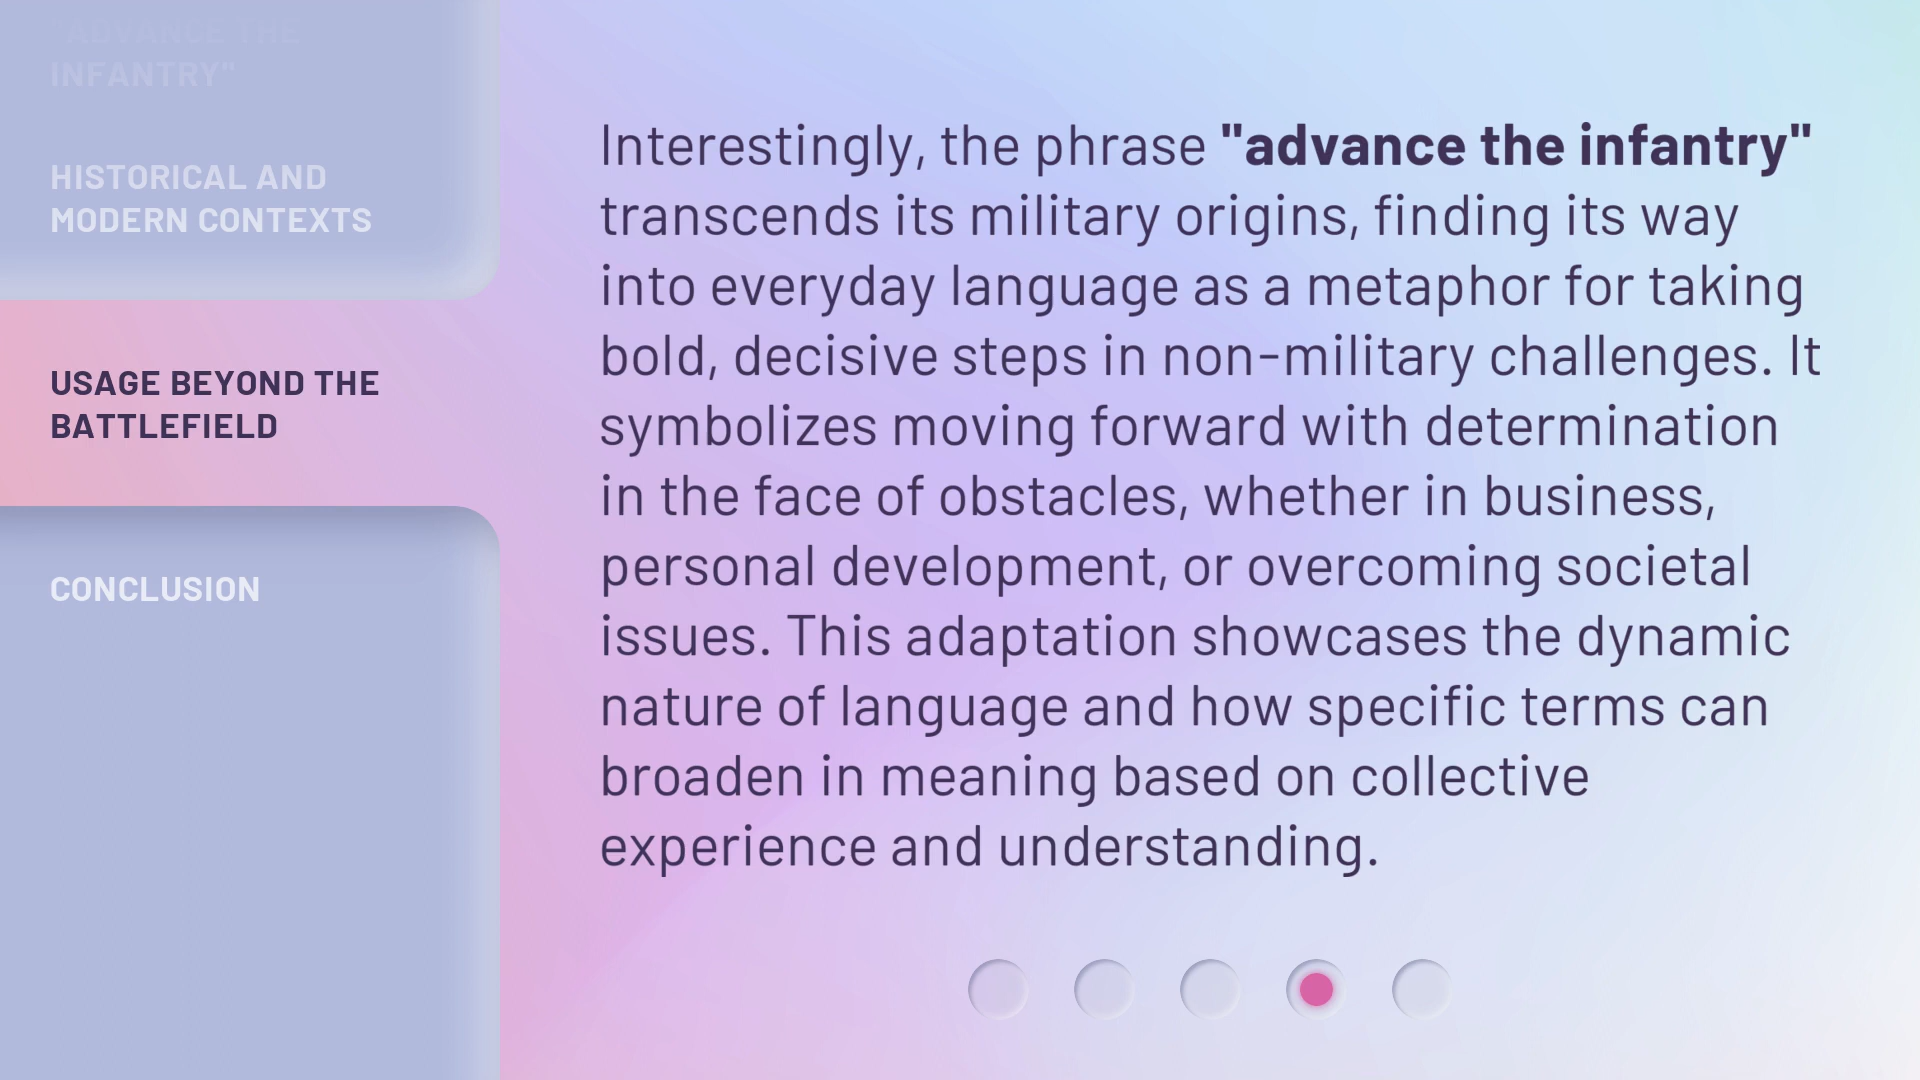 "ADVANCE THE
INFANTRY"
HISTORICAL AND
MODERN CONTEXTS
USAGE BEYOND THE
BATTLEFIELD
CONCLUSION
Interestingly, the phrase "advance the infantry"
transcends its military origins, finding its way
into everyday language as a metaphor for taking
bold, decisive steps in non-military challenges. It
symbolizes moving forward with determination
in the face of obstacles, whether in business,
personal development, or overcoming societal
issues. This adaptation showcases the dynamic
nature of language and how specific terms can
broaden in meaning based on collective
experience and understanding.